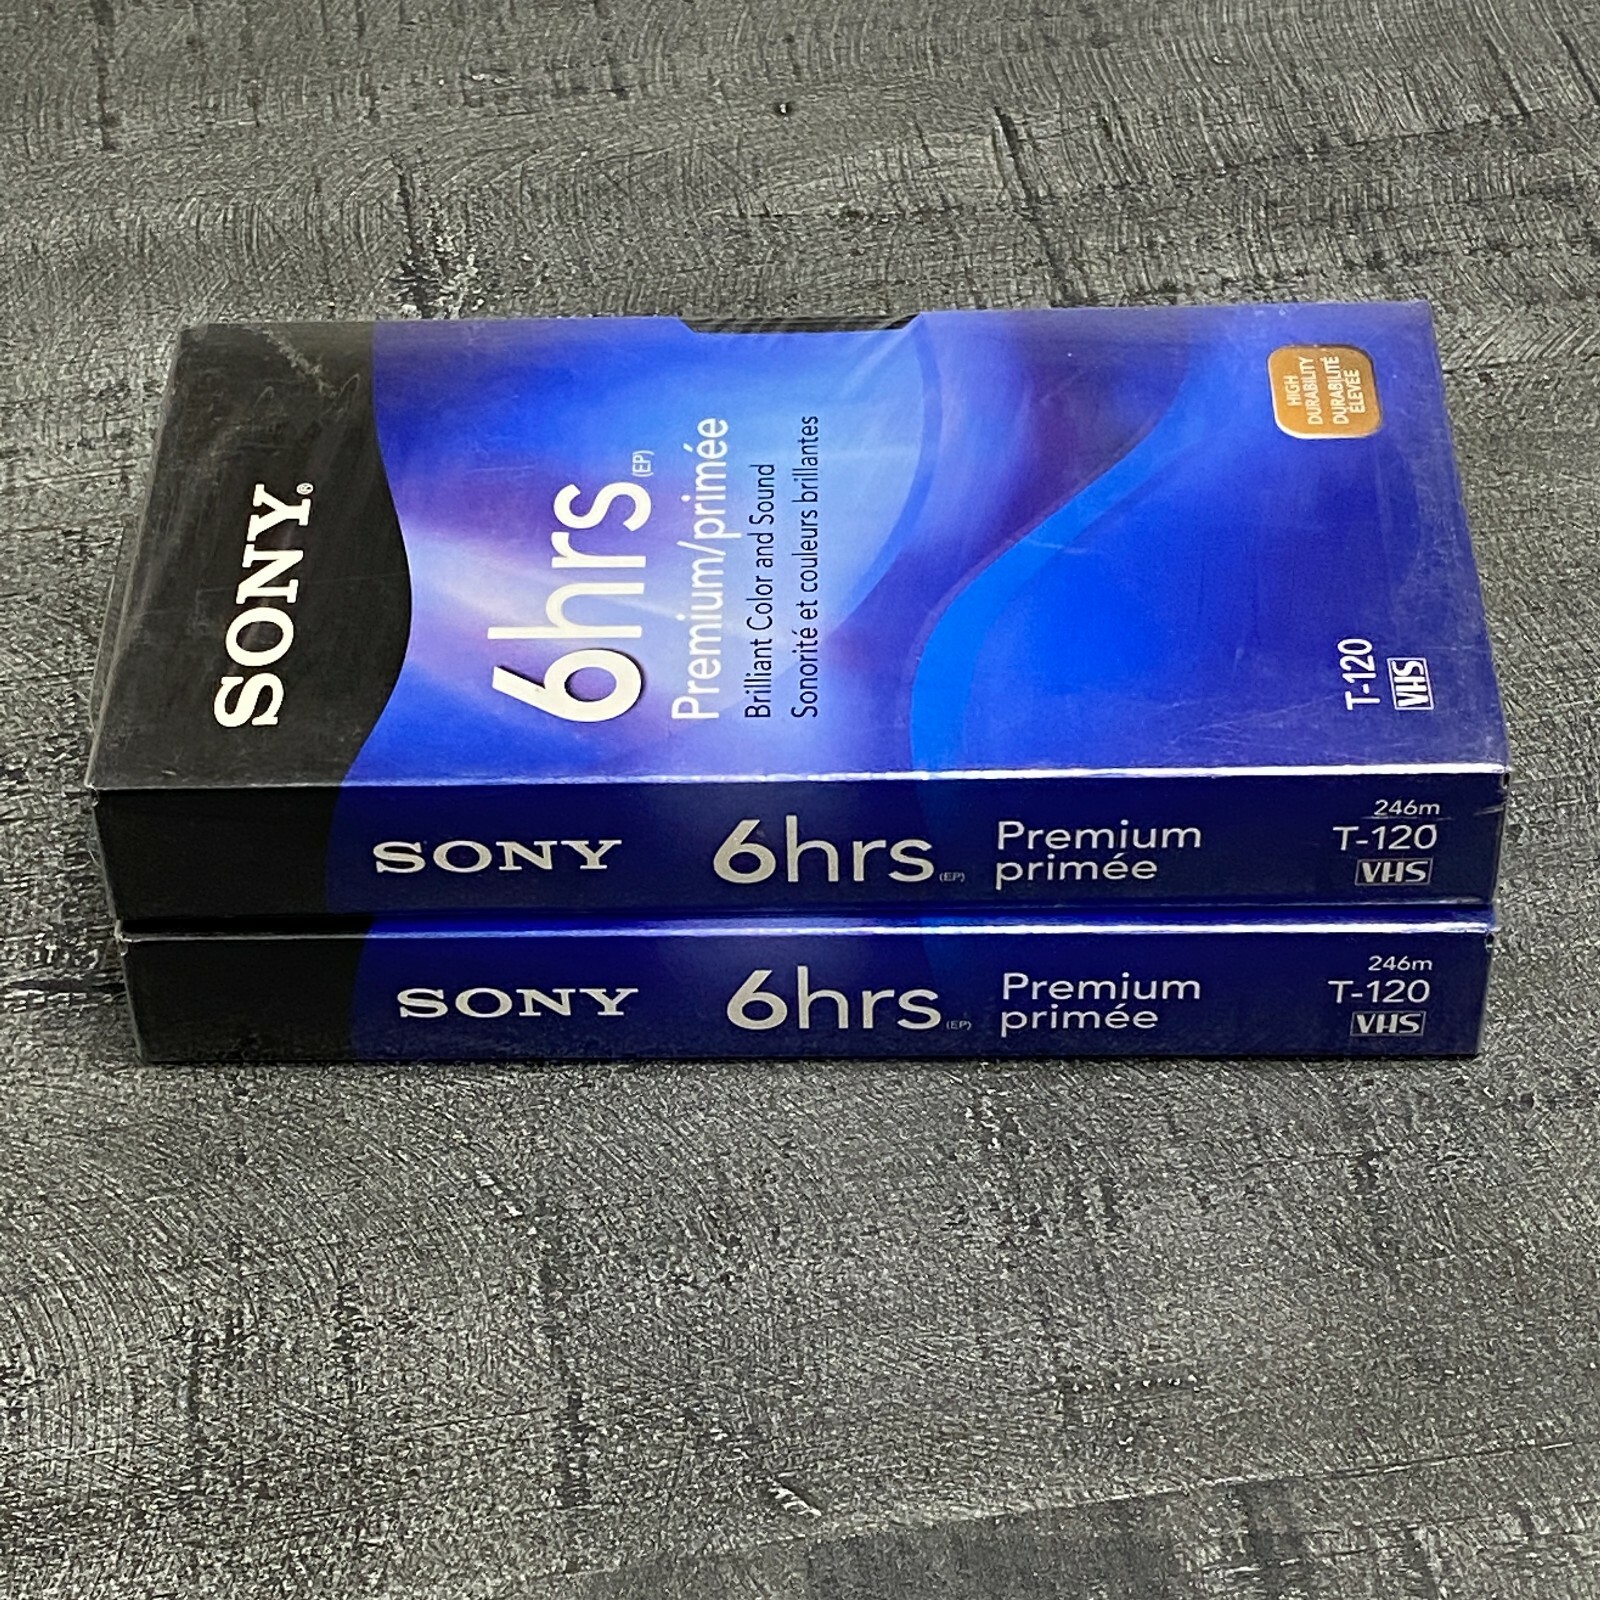 SONY®
6hrs (EP)
Premium/primée
Brilliant Color and Sound
Sonorité et couleurs brillantes
HIGH
DURABILITY
DURABILITÉ
ÉLEVÉE
T-120
VHS
SONY
6hrs (EP)
Premium
primée
246m
T-120
VHS
SONY
6hrs (EP)
Premium
primée
246m
T-120
VHS